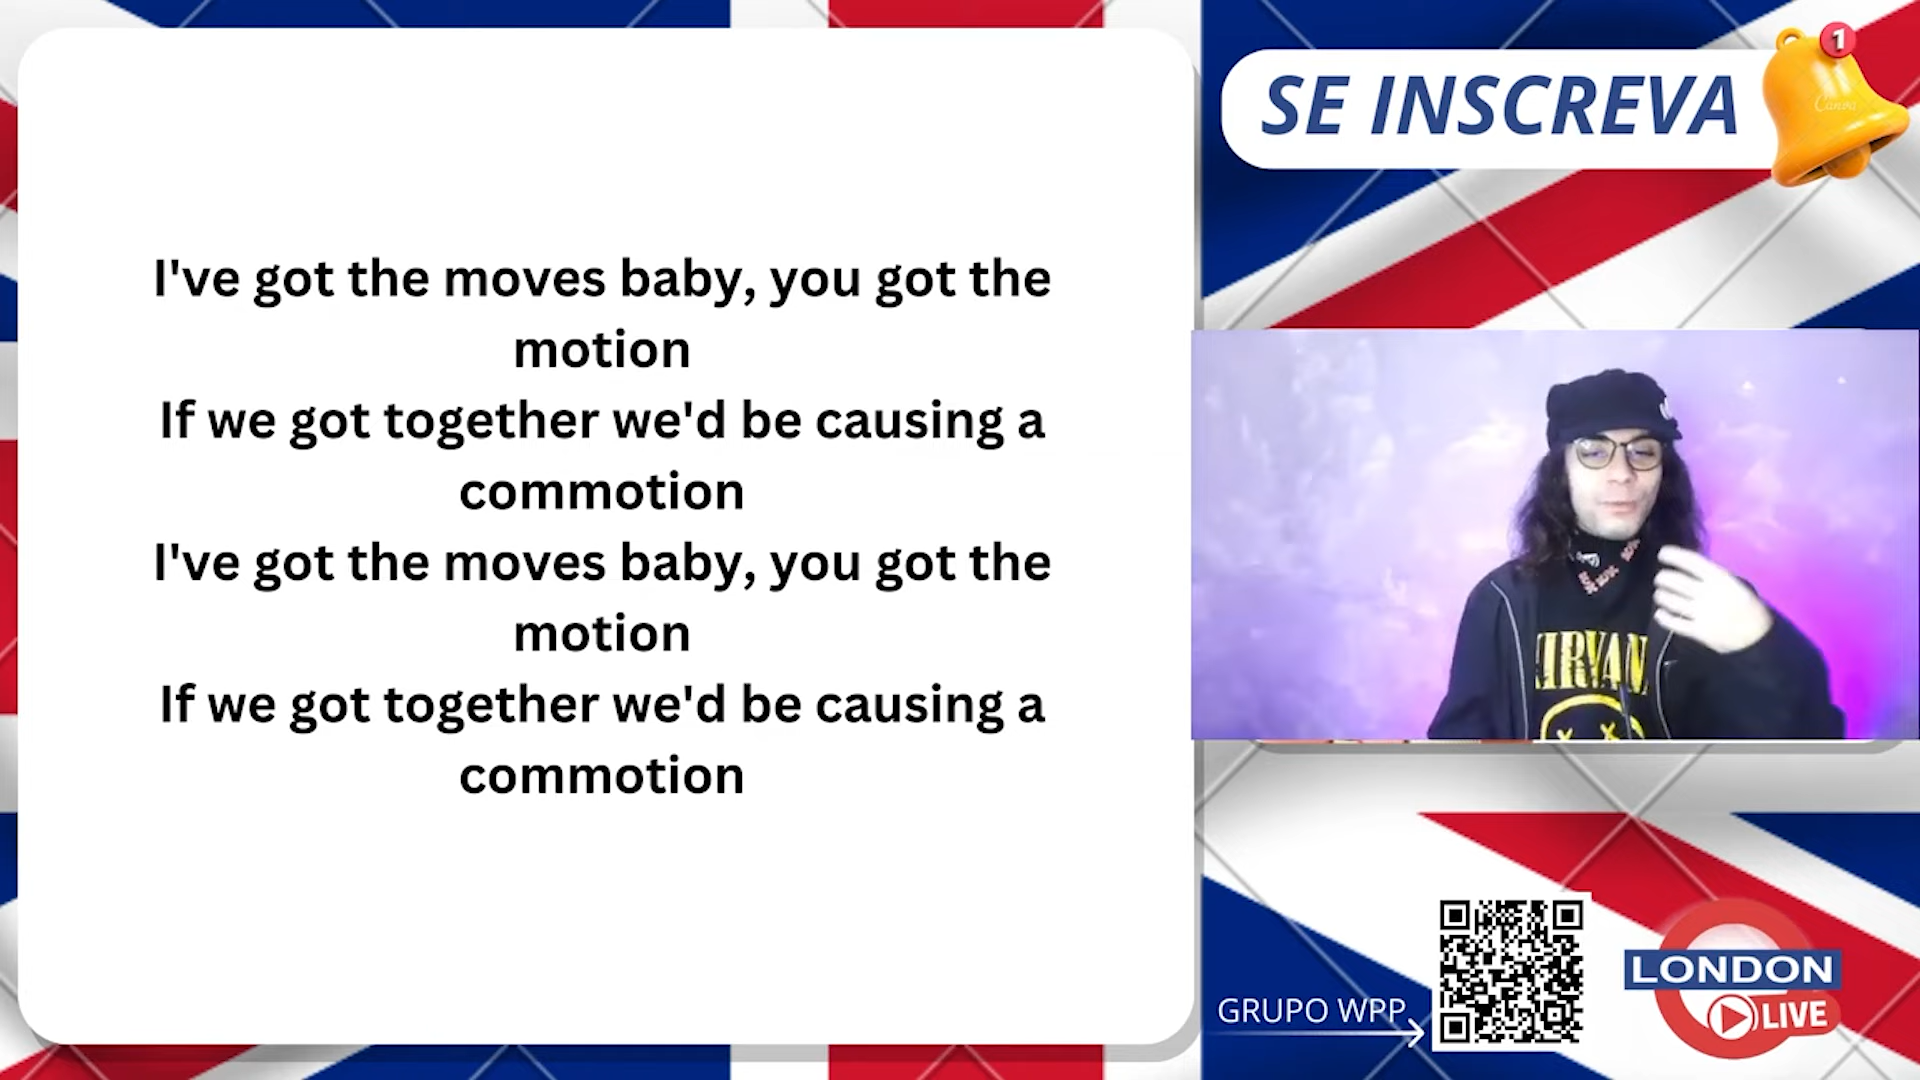 I've got the moves baby, you got the
motion
If we got together we'd be causing a
commotion
I've got the moves baby, you got the
motion
If we got together we'd be causing a
commotion
SE INSCREVA
1
Canva
NIRVAN
GRUPO WPP
LONDON
LIVE